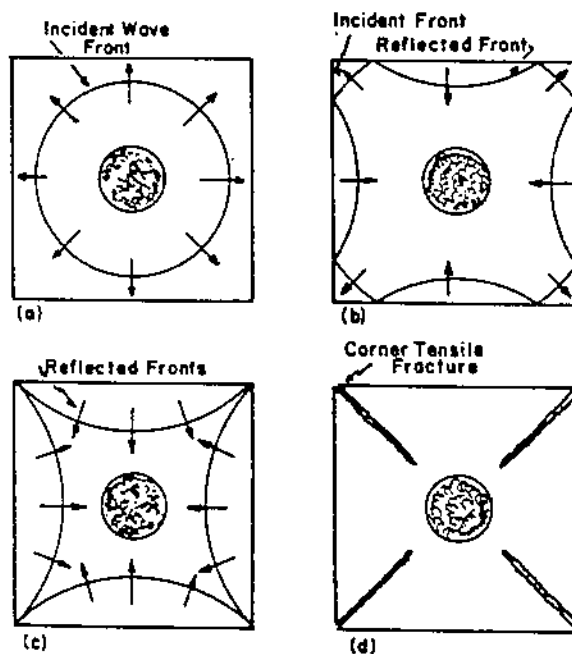 Incident Wave
Front
(a)
Incident Front
Reflected Front
(b)
Reflected Fronts
(c)
Corner Tensile
Fracture
(d)